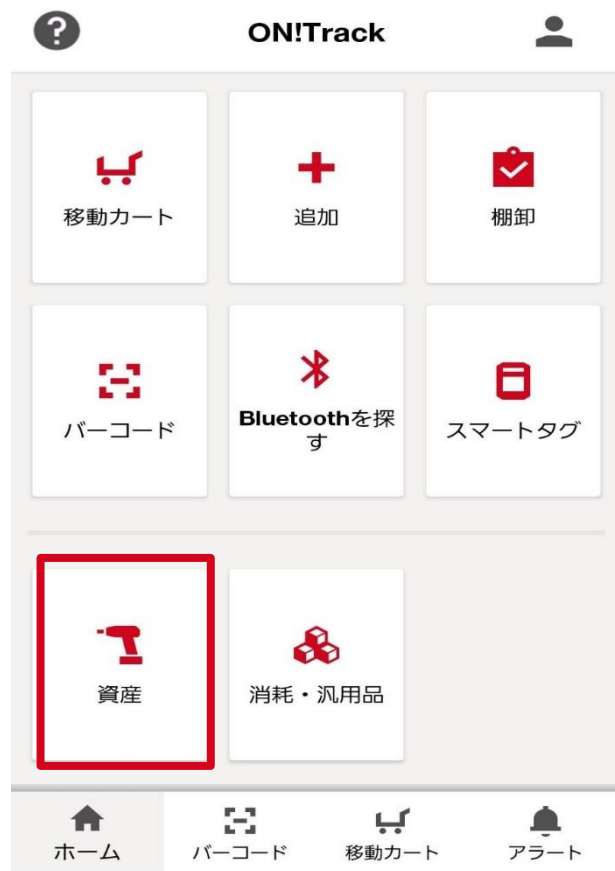 ON!Track
移動カート
追加
棚卸
バーコード
Bluetoothを探
す
スマートタグ
資産
消耗・汎用品
ホーム
バーコード
移動カート
アラート